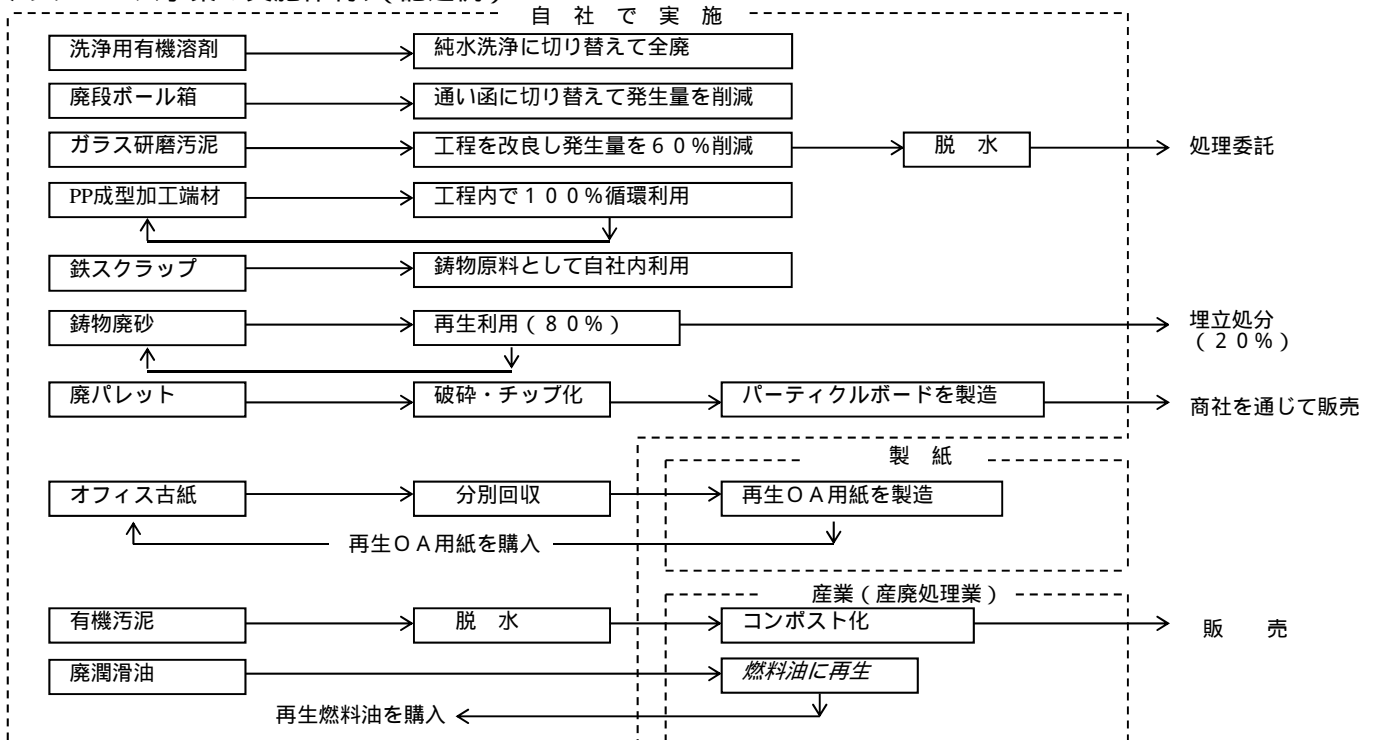 自 社 で 実 施
洗浄用有機溶剤
純水洗浄に切り替えて全廃
廃段ボール箱
通い函に切り替えて発生量を削減
ガラス研磨汚泥
工程を改良し発生量を６０％削減
脱 水
処理委託
PP成型加工端材
工程内で１００％循環利用
鉄スクラップ
鋳物原料として自社内利用
鋳物廃砂
再生利用(８０％)
埋立処分
(２０％)
廃パレット
破砕・チップ化
パーティクルボードを製造
商社を通じて販売
製 紙
オフィス古紙
分別回収
再生ＯＡ用紙を製造
再生ＯＡ用紙を購入
産業(産廃処理業)
有機汚泥
脱 水
コンポスト化
販 売
廃潤滑油
燃料油に再生
再生燃料油を購入